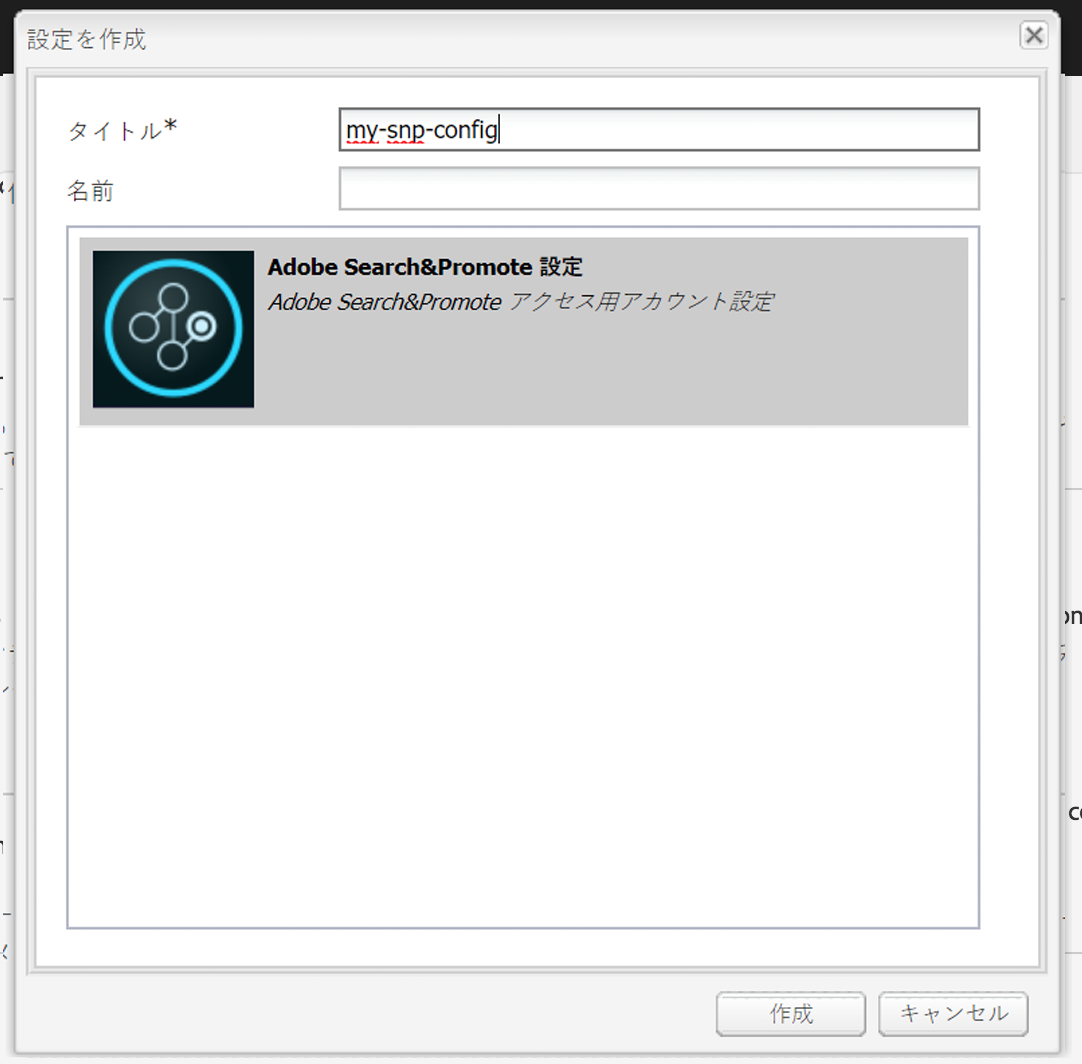 設定を作成
タイトル*
my-snp-config
名前
Adobe Search&Promote 設定
Adobe Search&Promote アクセス用アカウント設定
作成
キャンセル